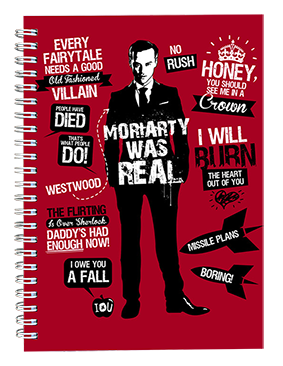 EVERY
FAIRYTALE
NEEDS A GOOD
Old Fashioned
VILLAIN
PEOPLE HAVE
DIED
THAT'S
WHAT PEOPLE
DO!
WESTWOOD
THE FLIRTING
Is Over Sherlock
DADDY'S HAD
ENOUGH NOW!
I OWE YOU
A FALL
IOU
NO
RUSH
MORIARTY
WAS
REAL
HONEY,
YOU SHOULD
SEE ME IN A
Crown
I WILL
BURN
THE HEART
OUT OF YOU
MISSILE PLANS
BORING!